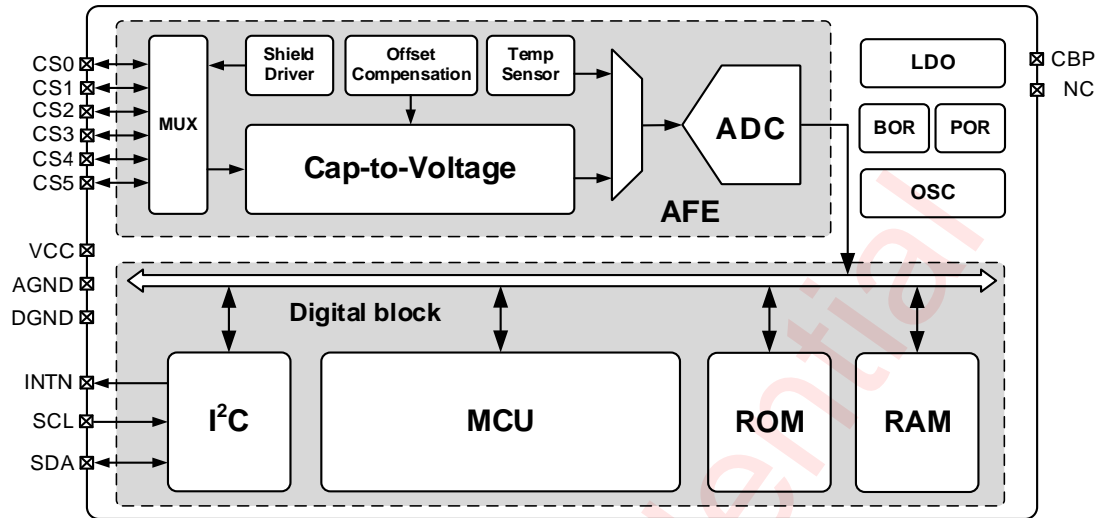 CS0
CS1
CS2
CS3
CS4
CS5
VCC
AGND
DGND
INTN
SCL
SDA
MUX
Shield
Driver
Offset
Compensation
Temp
Sensor
Cap-to-Voltage
ADC
AFE
LDO
BOR
POR
OSC
CBP
NC
Digital block
I²C
MCU
ROM
RAM